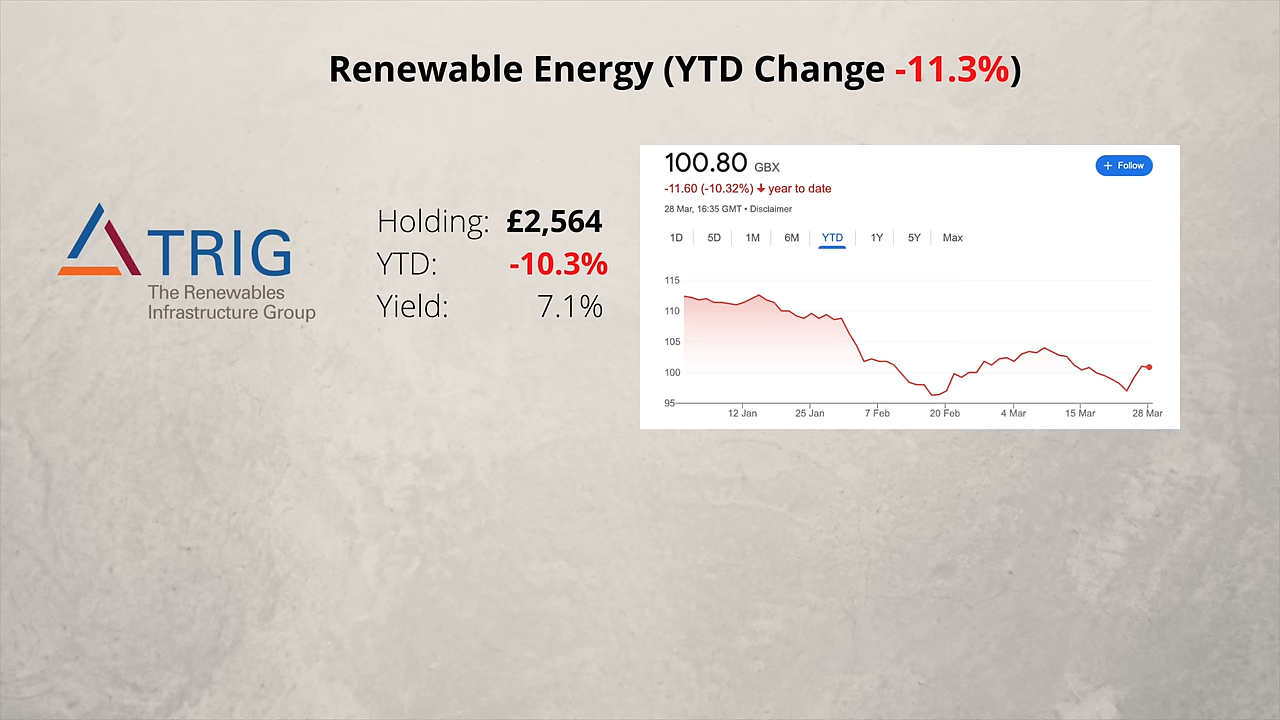 Renewable Energy (YTD Change -11.3%)
TRIG
The Renewables
Infrastructure Group
Holding: £2,564
YTD: -10.3%
Yield: 7.1%
100.80 GBX
+ Follow
-11.60 (-10.32%) ↓ year to date
28 Mar, 16:35 GMT • Disclaimer
1D 5D 1M 6M YTD 1Y 5Y Max
115
110
105
100
95
12 Jan 25 Jan 7 Feb 20 Feb 4 Mar 15 Mar 28 Mar